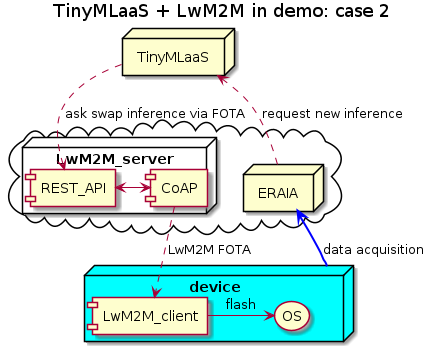 TinyMLaaS + LwM2M in demo: case 2
TinyMLaaS
ask swap inference via FOTA
request new inference
LwM2M_server
REST_API
CoAP
ERAIA
LwM2M FOTA
data acquisition
device
LwM2M_client
flash
OS